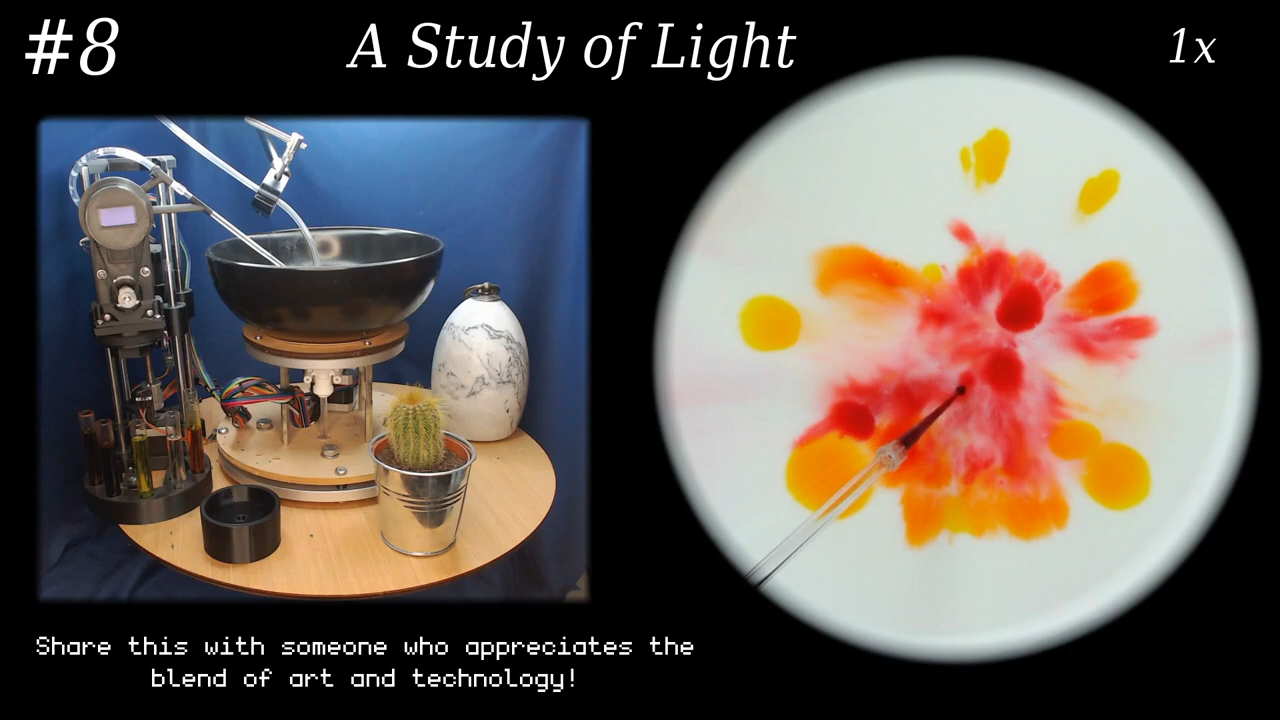 #8
A Study of Light
1x
Share this with someone who appreciates the
blend of art and technology!